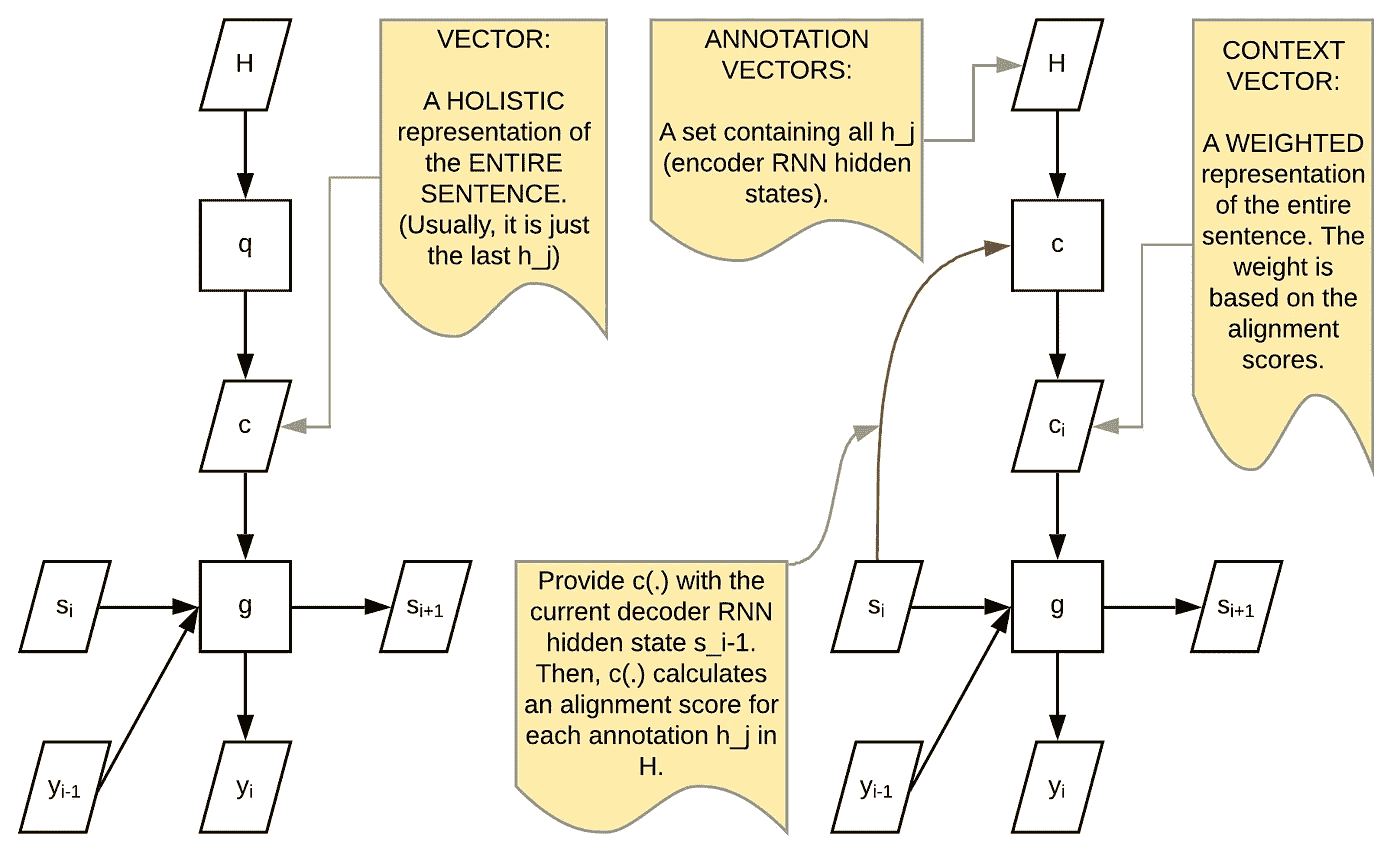 H
q
c
s_i
g
s_{i+1}
y_{i-1}
y_i
VECTOR:
A HOLISTIC
representation of
the ENTIRE
SENTENCE.
(Usually, it is just
the last h_j)
ANNOTATION
VECTORS:
A set containing all h_j
(encoder RNN hidden
states).
Provide c(.) with the
current decoder RNN
hidden state s_i-1.
Then, c(.) calculates
an alignment score for
each annotation h_j in
H.
H
c
c_i
s_i
g
s_{i+1}
y_{i-1}
y_i
CONTEXT
VECTOR:
A WEIGHTED
representation
of the entire
sentence. The
weight is
based on the
alignment
scores.